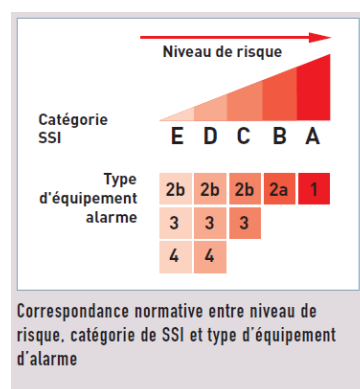 Niveau de risque
Catégorie
SSI
E D C B A
Type
d'équipement
alarme
2b 2b 2b 2a 1
3 3 3
4 4
Correspondance normative entre niveau de
risque, catégorie de SSI et type d'équipement
d'alarme